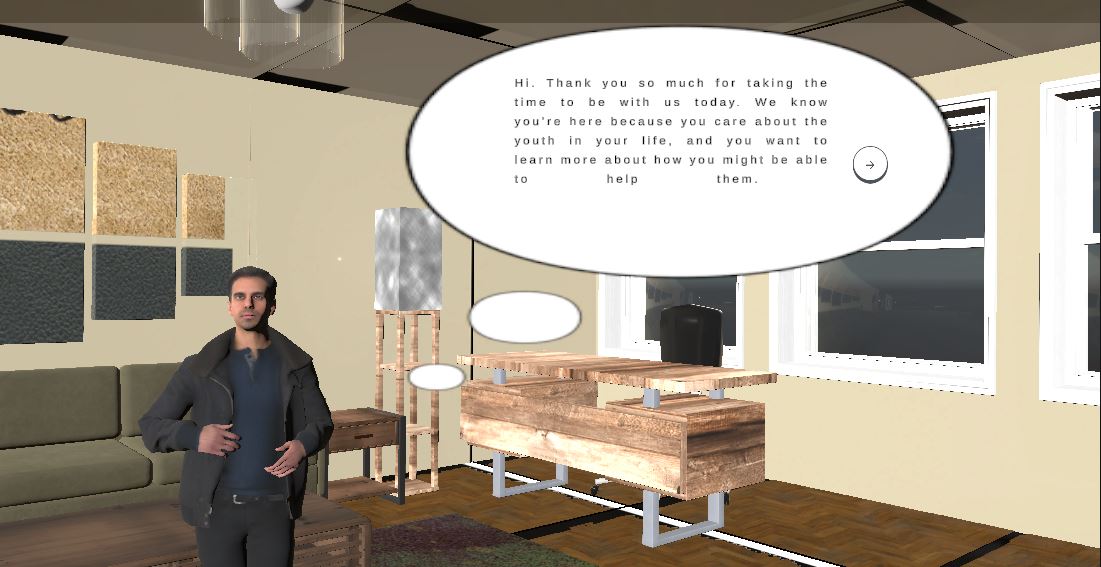 Hi. Thank you so much for taking the
time to be with us today. We know
you're here because you care about the
youth in your life, and you want to
learn more about how you might be able
to help them.